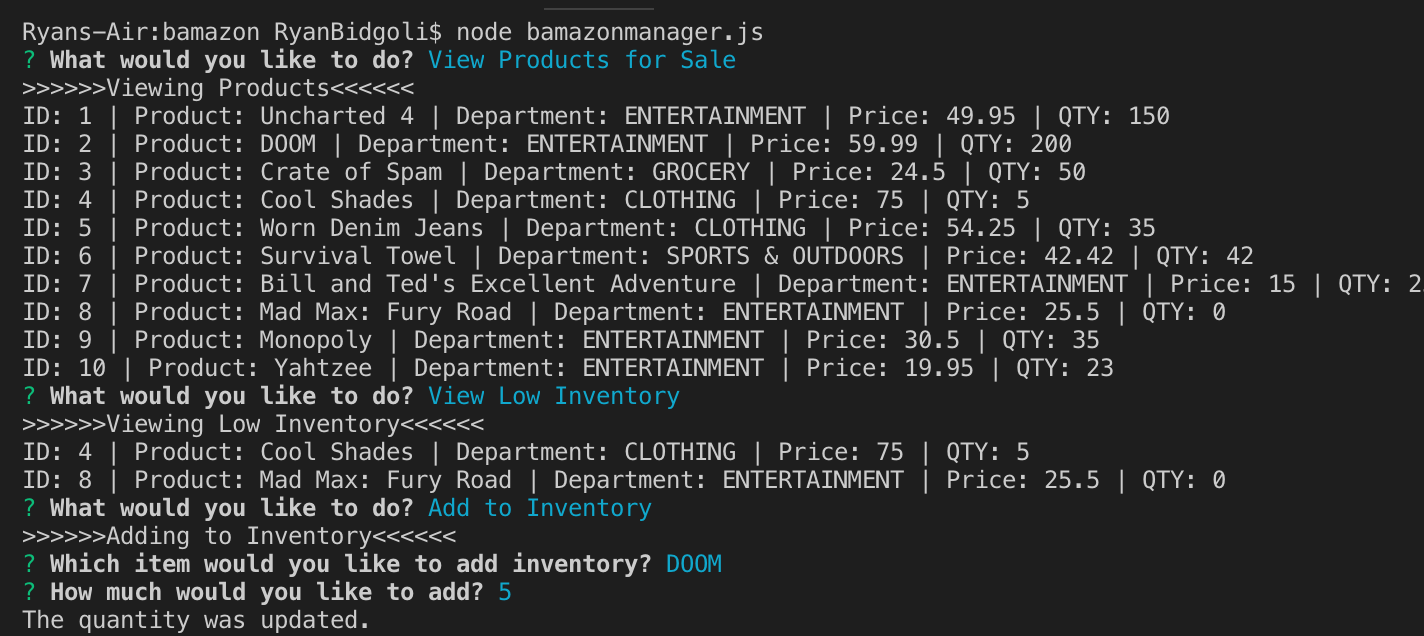 Ryans-Air:bamazon RyanBidgoli$ node bamazonmanager.js
? What would you like to do? View Products for Sale
>>>>>>Viewing Products<<<<<<
ID: 1 | Product: Uncharted 4 | Department: ENTERTAINMENT | Price: 49.95 | QTY: 150
ID: 2 | Product: DOOM | Department: ENTERTAINMENT | Price: 59.99 | QTY: 200
ID: 3 | Product: Crate of Spam | Department: GROCERY | Price: 24.5 | QTY: 50
ID: 4 | Product: Cool Shades | Department: CLOTHING | Price: 75 | QTY: 5
ID: 5 | Product: Worn Denim Jeans | Department: CLOTHING | Price: 54.25 | QTY: 35
ID: 6 | Product: Survival Towel | Department: SPORTS & OUTDOORS | Price: 42.42 | QTY: 42
ID: 7 | Product: Bill and Ted's Excellent Adventure | Department: ENTERTAINMENT | Price: 15 | QTY: 2
ID: 8 | Product: Mad Max: Fury Road | Department: ENTERTAINMENT | Price: 25.5 | QTY: 0
ID: 9 | Product: Monopoly | Department: ENTERTAINMENT | Price: 30.5 | QTY: 35
ID: 10 | Product: Yahtzee | Department: ENTERTAINMENT | Price: 19.95 | QTY: 23
? What would you like to do? View Low Inventory
>>>>>>Viewing Low Inventory<<<<<<
ID: 4 | Product: Cool Shades | Department: CLOTHING | Price: 75 | QTY: 5
ID: 8 | Product: Mad Max: Fury Road | Department: ENTERTAINMENT | Price: 25.5 | QTY: 0
? What would you like to do? Add to Inventory
>>>>>>Adding to Inventory<<<<<<
? Which item would you like to add inventory? DOOM
? How much would you like to add? 5
The quantity was updated.